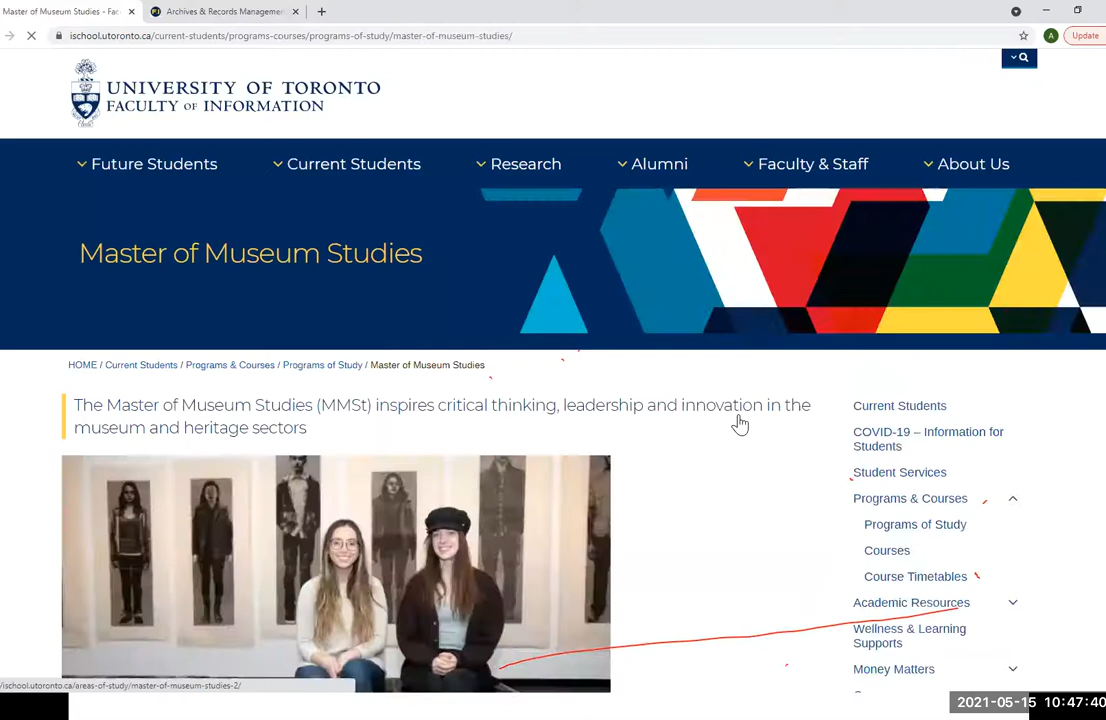 Master of Museum Studies - Fac
Archives & Records Management
ischool.utoronto.ca/current-students/programs-courses/programs-of-study/master-of-museum-studies/
A
Update
UNIVERSITY OF TORONTO
FACULTY OF INFORMATION
Future Students
Current Students
Research
Alumni
Faculty & Staff
About Us
Master of Museum Studies
HOME / Current Students / Programs & Courses / Programs of Study / Master of Museum Studies
The Master of Museum Studies (MMSt) inspires critical thinking, leadership and innovation in the
museum and heritage sectors
Current Students
COVID-19 – Information for
Students
Student Services
Programs & Courses
Programs of Study
Courses
Course Timetables
Academic Resources
Wellness & Learning
Supports
Money Matters
/ischool.utoronto.ca/areas-of-study/master-of-museum-studies-2/
2021-05-15 10:47:40